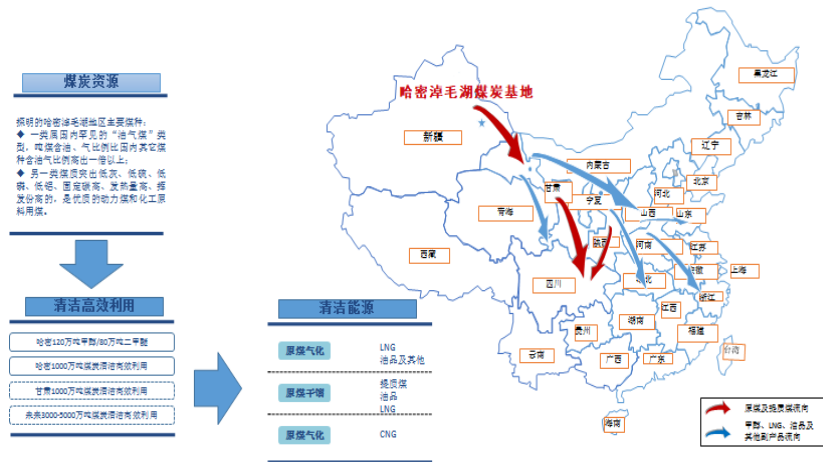 煤炭资源
探明的哈密淖毛湖地区主要煤种：
◆ 一类属国内罕见的“油气煤”类
型，吨煤含油、气比例比国内其它煤
种含油气比例高出一倍以上；
◆ 另一类煤质突出低灰、低硫、低
磷、低铝、固定碳高、发热量高、挥
发份高的，是优质的动力煤和化工原
料用煤。
清洁高效利用
哈密120万吨甲醇/80万吨二甲醚
哈密1000万吨煤炭清洁高效利用
甘肃1000万吨煤炭清洁高效利用
未来3000-5000万吨煤炭清洁高效利用
清洁能源
原煤气化
LNG
油品及其他
原煤干馏
提质煤
油品
LNG
原煤气化
CNG
哈密淖毛湖煤炭基地
黑龙江
吉林
辽宁
新疆
内蒙古
北京
甘肃
河北
宁夏
青海
山西
山东
陕西
河南
江苏
西藏
安徽
上海
四川
湖北
浙江
江西
湖南
贵州
福建
云南
广西
广东
台湾
海南
原煤及提质煤流向
甲醇、LNG、油品及
其他副产品流向